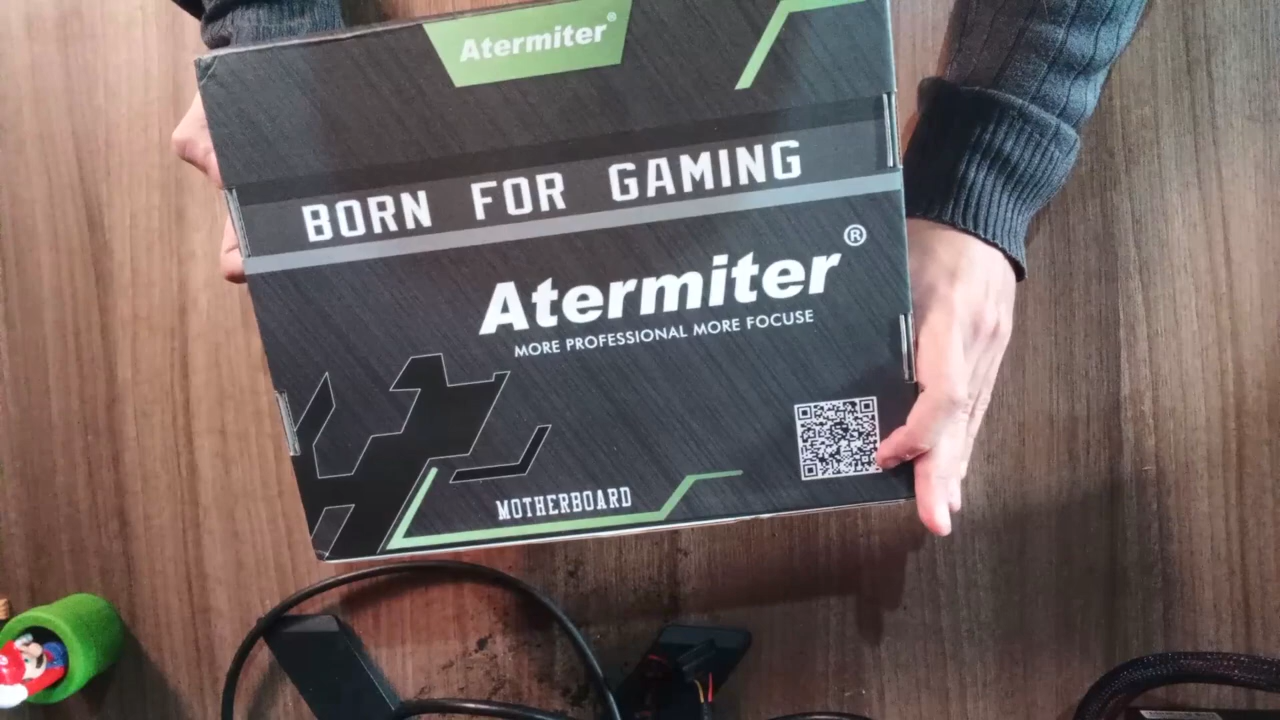 Atermiter®
BORN FOR GAMING
Atermiter®
MORE PROFESSIONAL MORE FOCUSE
MOTHERBOARD